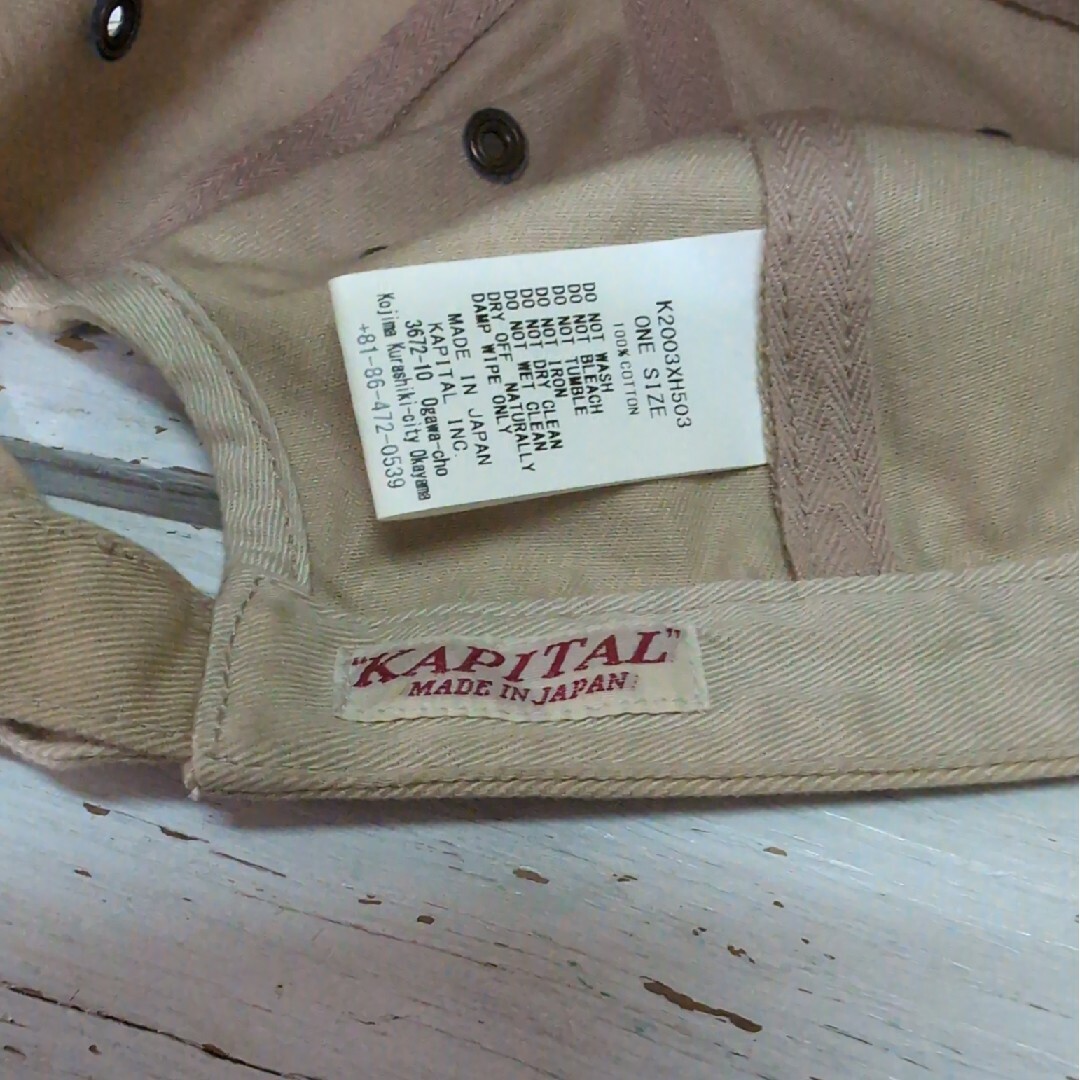 K2003XH503
ONE SIZE
100% COTTON
DO NOT WASH
DO NOT BLEACH
DO NOT TUMBLE
DO NOT IRON
DO NOT DRY CLEAN
DO NOT WET CLEAN
DRY OFF NATURALLY
DAMP WIPE ONLY
MADE IN JAPAN
KAPITAL INC.
3672-10 Ogawa-cho
Kojima Kurashiki-city Okayama
+81-86-472-0539
"KAPITAL"
MADE IN JAPAN